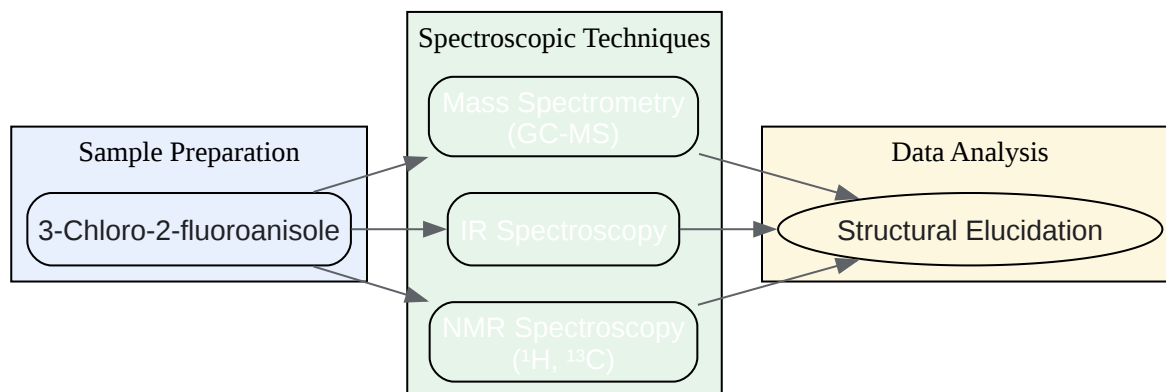 Sample Preparation
3-Chloro-2-fluoroanisole
Spectroscopic Techniques
Mass Spectrometry
(GC-MS)
IR Spectroscopy
NMR Spectroscopy
(¹H, ¹³C)
Data Analysis
Structural Elucidation